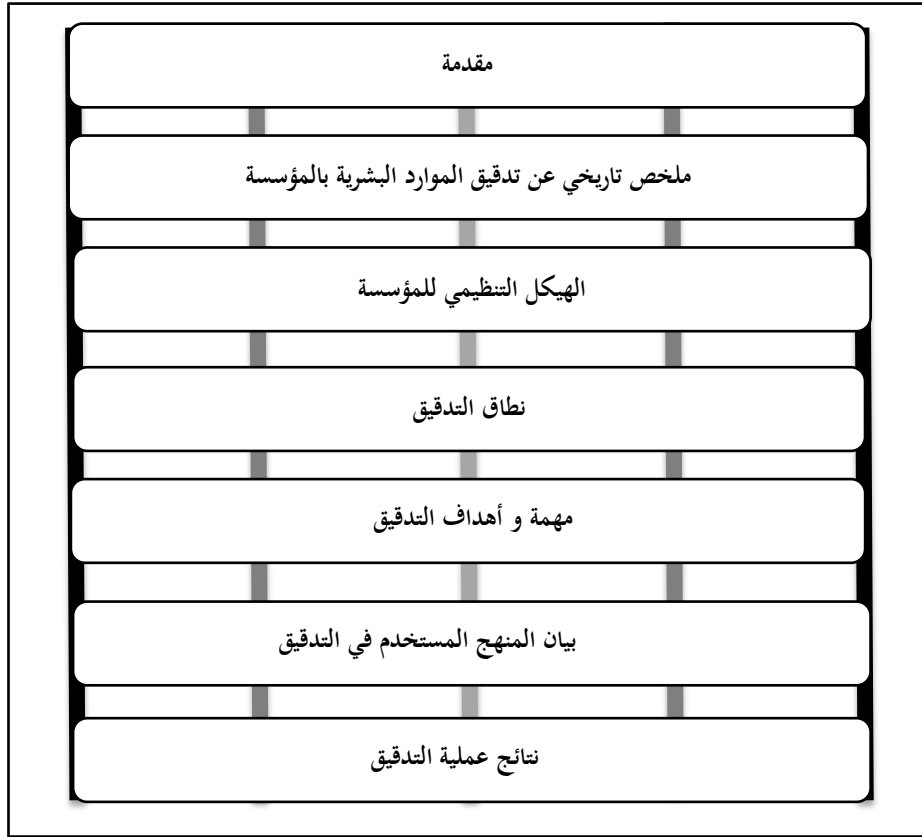 مقدمة
ملخص تاريخي عن تدقيق الموارد البشرية بالمؤسسة
الهيكل التنظيمي للمؤسسة
نطاق التدقيق
مهمة و أهداف التدقيق
بيان المنهج المستخدم في التدقيق
نتائج عملية التدقيق